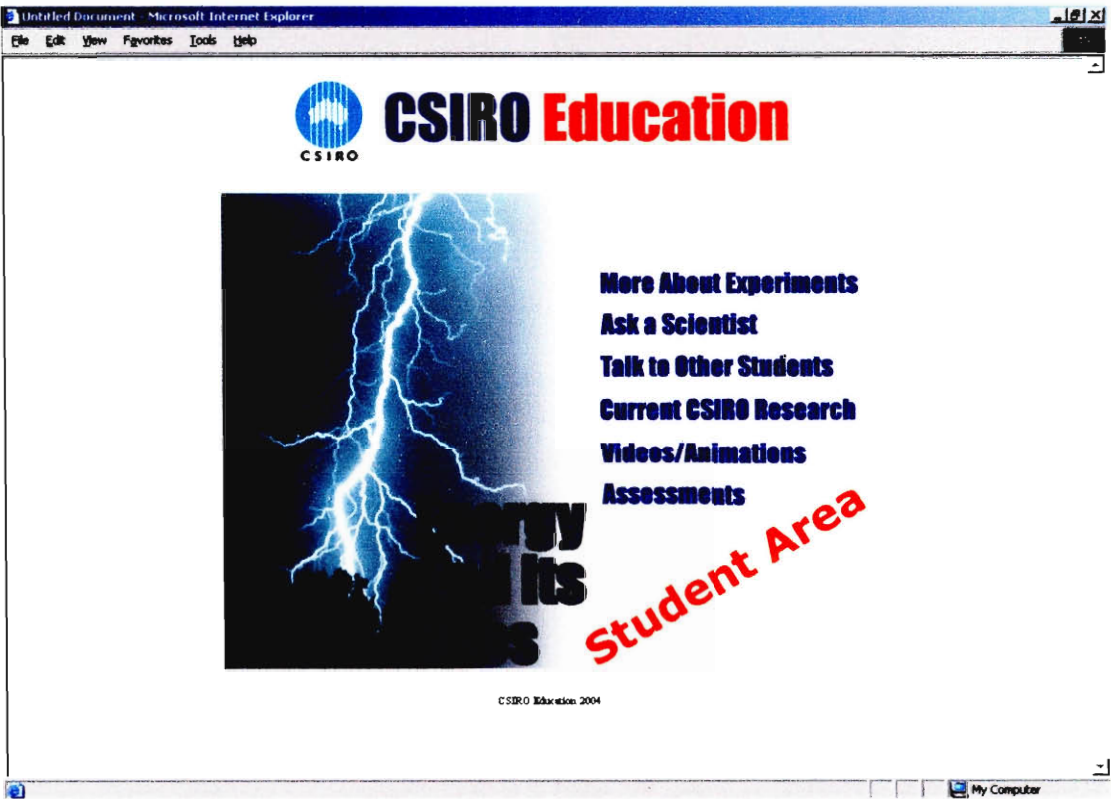 Untitled Document - Microsoft Internet Explorer
File Edit View Favorites Tools Help
CSIRO
CSIRO Education
More About Experiments
Ask a Scientist
Talk to Other Students
Current CSIRO Research
Videos/Animations
Assessments
Its
Student Area
CSIRO Education 2004
My Computer